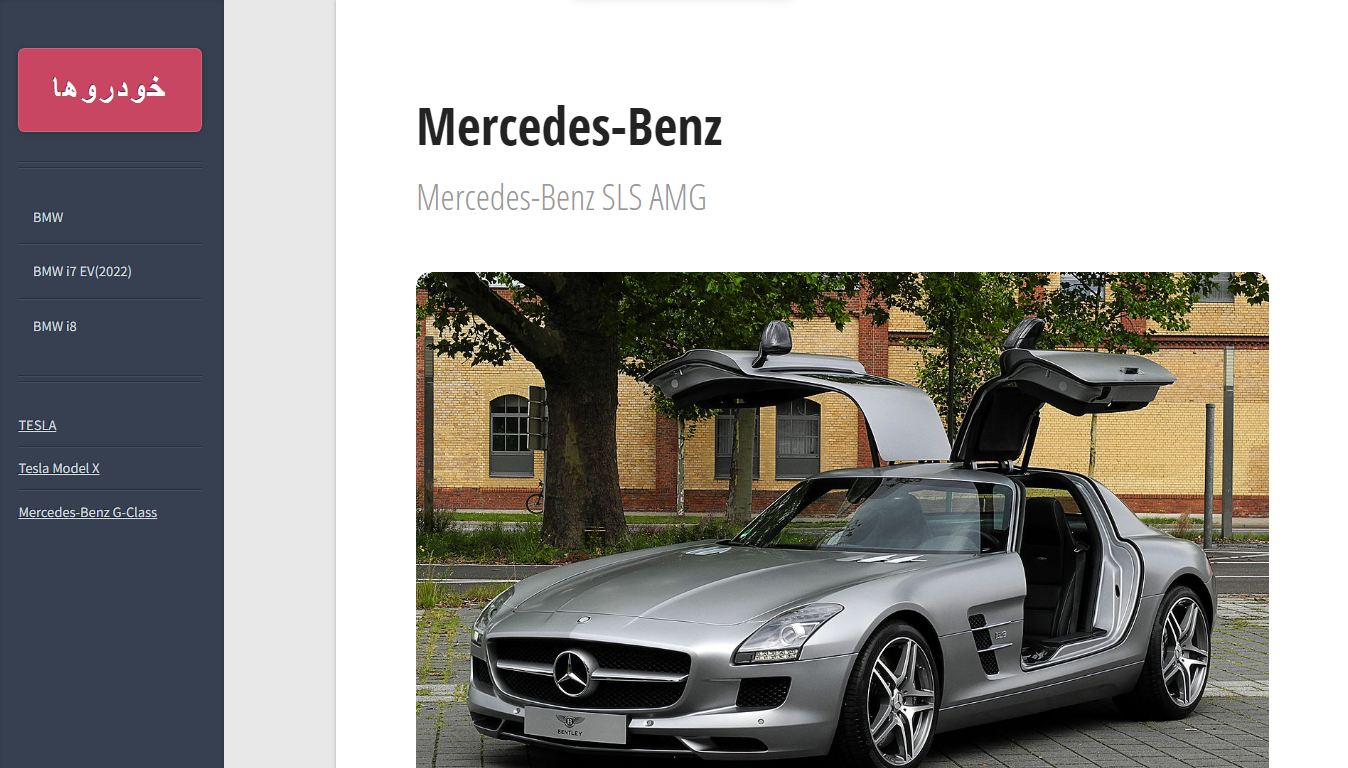 خودروها
BMW
BMW i7 EV(2022)
BMW i8
TESLA
Tesla Model X
Mercedes-Benz G-Class
Mercedes-Benz
Mercedes-Benz SLS AMG
BENTLEY